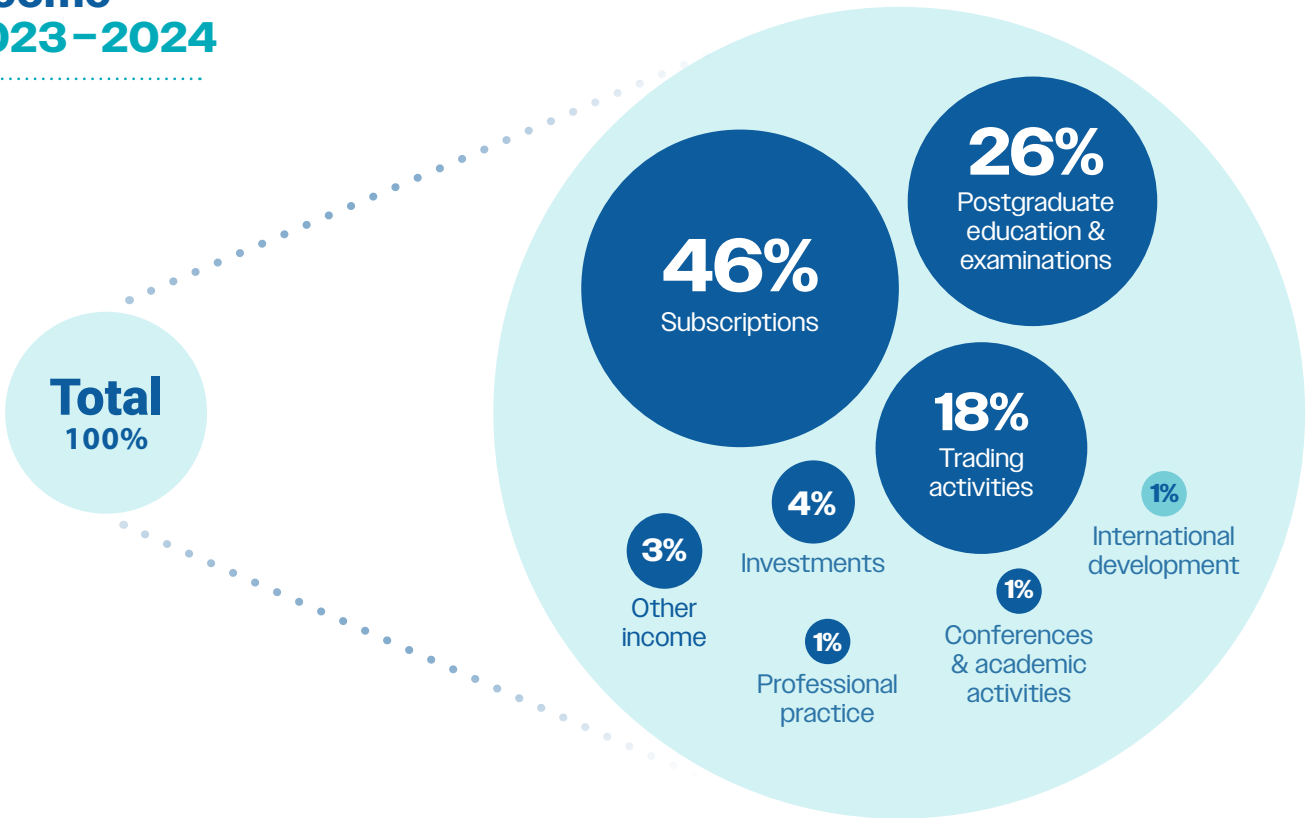 023–2024
46%
Subscriptions
26%
Postgraduate
education &
examinations
Total
100%
18%
Trading
activities
4%
Investments
3%
Other
income
1%
International
development
1%
Conferences
& academic
activities
1%
Professional
practice